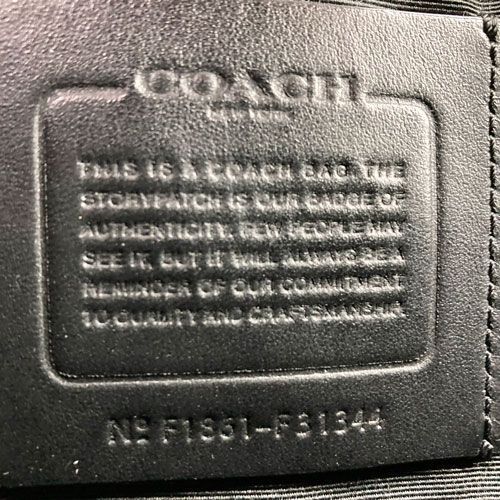 COACH
NEW YORK
THIS IS A COACH BAG. THE
STORYPATCH IS OUR BADGE OF
AUTHENTICITY. FEW PEOPLE MAY
SEE IT, BUT IT WILL ALWAYS BE A
REMINDER OF OUR COMMITMENT
TO QUALITY AND CRAFTSMANSHIP.
Nº F1861-F31344